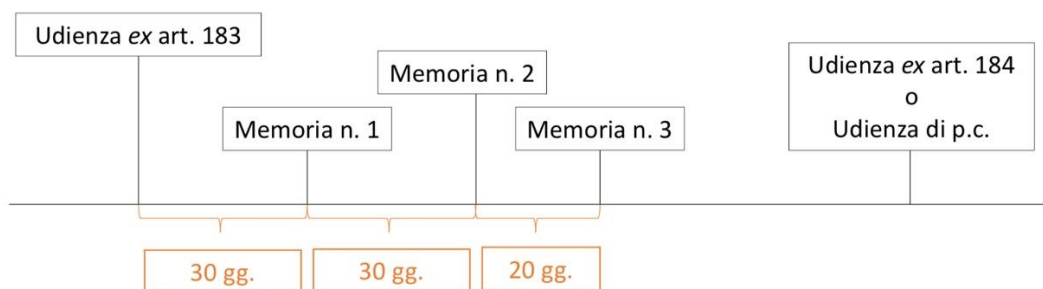 Udienza ex art. 183
Memoria n. 1
Memoria n. 2
Memoria n. 3
Udienza ex art. 184
o
Udienza di p.c.
30 gg.
30 gg.
20 gg.